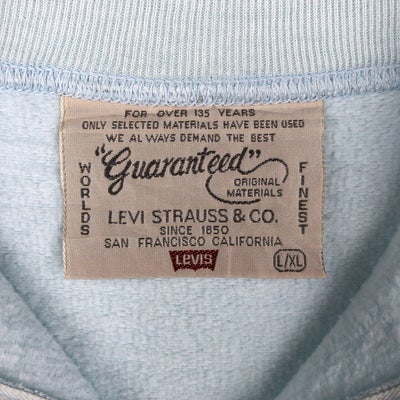 FOR OVER 135 YEARS
ONLY SELECTED MATERIALS HAVE BEEN USED
WE ALWAYS DEMAND THE BEST
"Guaranteed"
ORIGINAL
MATERIALS
WORLDS
FINEST
LEVI STRAUSS & CO.
SINCE 1850
SAN FRANCISCO CALIFORNIA
LEVIS
L/XL